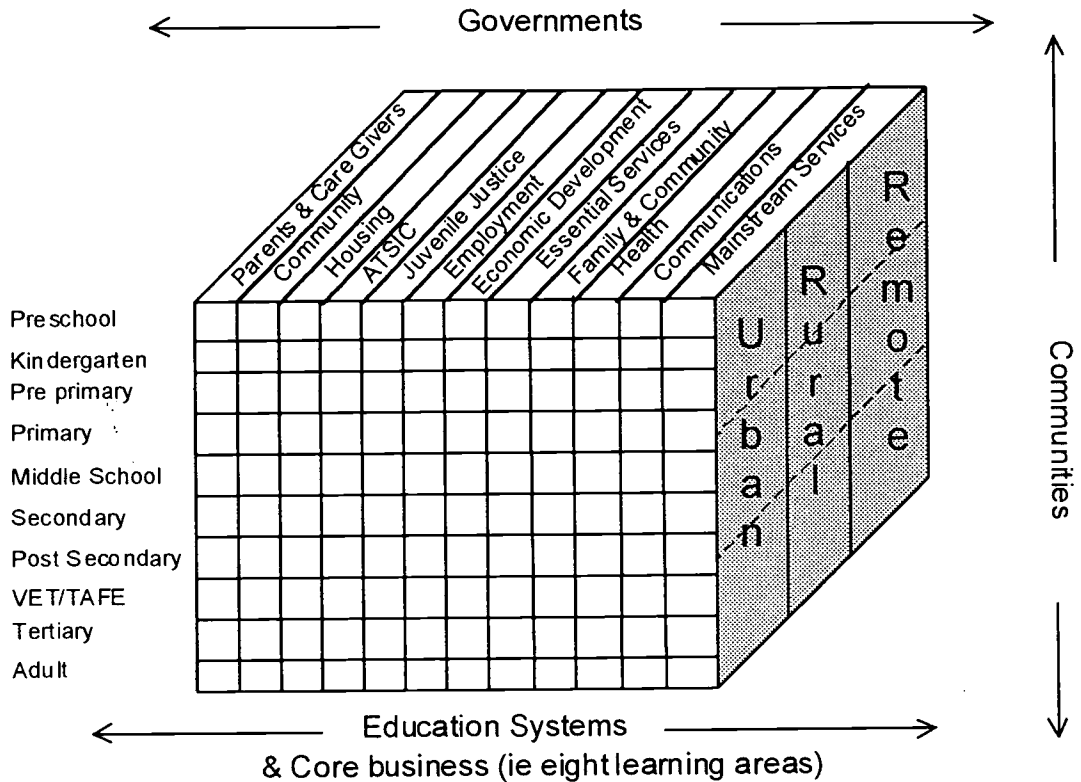 Governments
Parents & Care Givers
Community
Housing
ATSIC
Juvenile Justice
Employment
Economic Development
Essential Services
Family & Community
Health
Communications
Mainstream Services
Urban
Rural
Remote
Preschool
Kindergarten
Pre primary
Primary
Middle School
Secondary
Post Secondary
VET/TAFE
Tertiary
Adult
Communities
Education Systems
& Core business (ie eight learning areas)